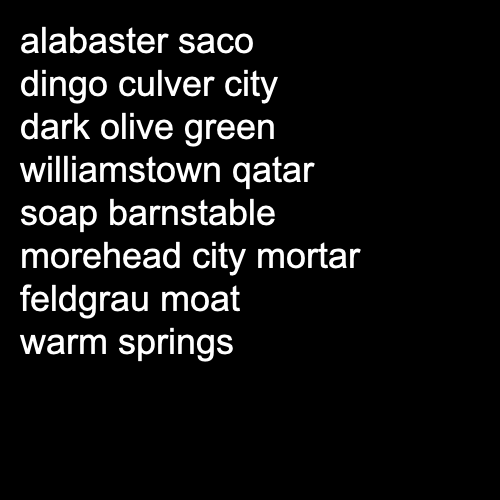 alabaster saco
dingo culver city
dark olive green
williamstown qatar
soap barnstable
morehead city mortar
feldgrau moat
warm springs